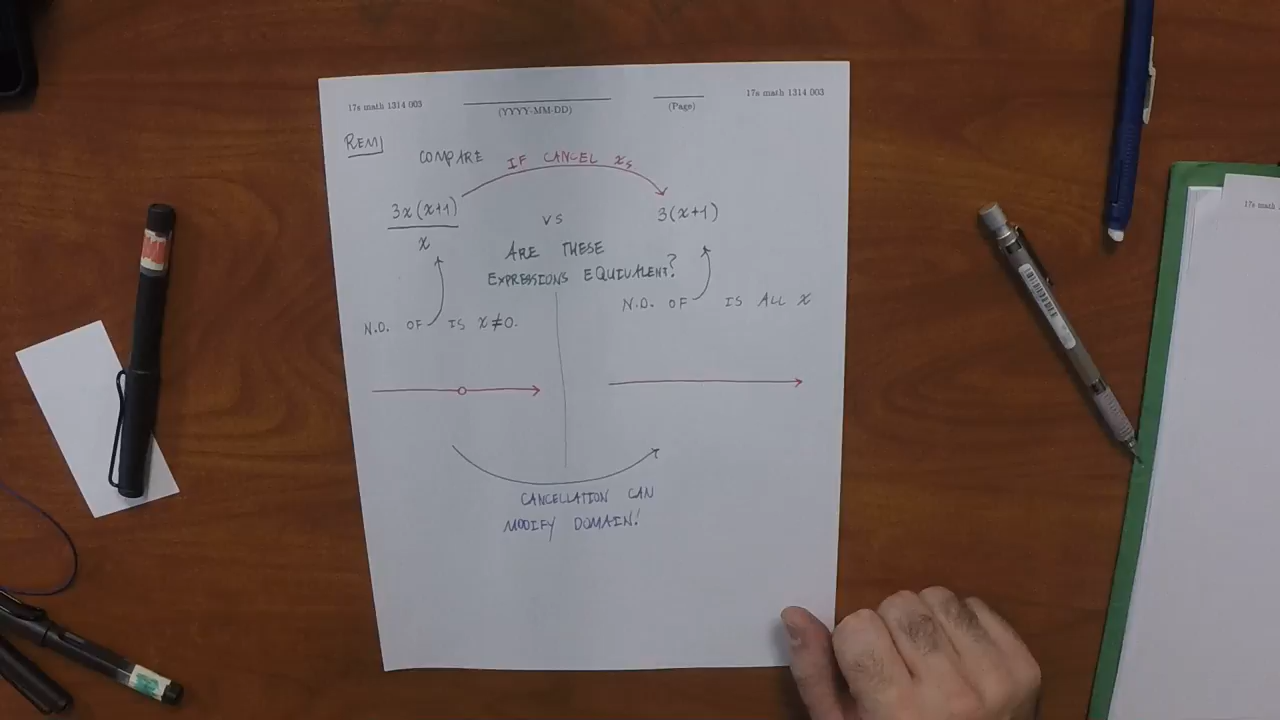 17s math 1314 003
(YYYY-MM-DD)
(Page)
17s math 1314 003
REM
COMPARE IF CANCEL xs
3x(x+1)
x
VS
3(x+1)
ARE THESE
EXPRESSIONS EQUIVALENT?
N.D. OF IS x≠0.
N.D. OF IS ALL x
CANCELLATION CAN
MODIFY DOMAIN!